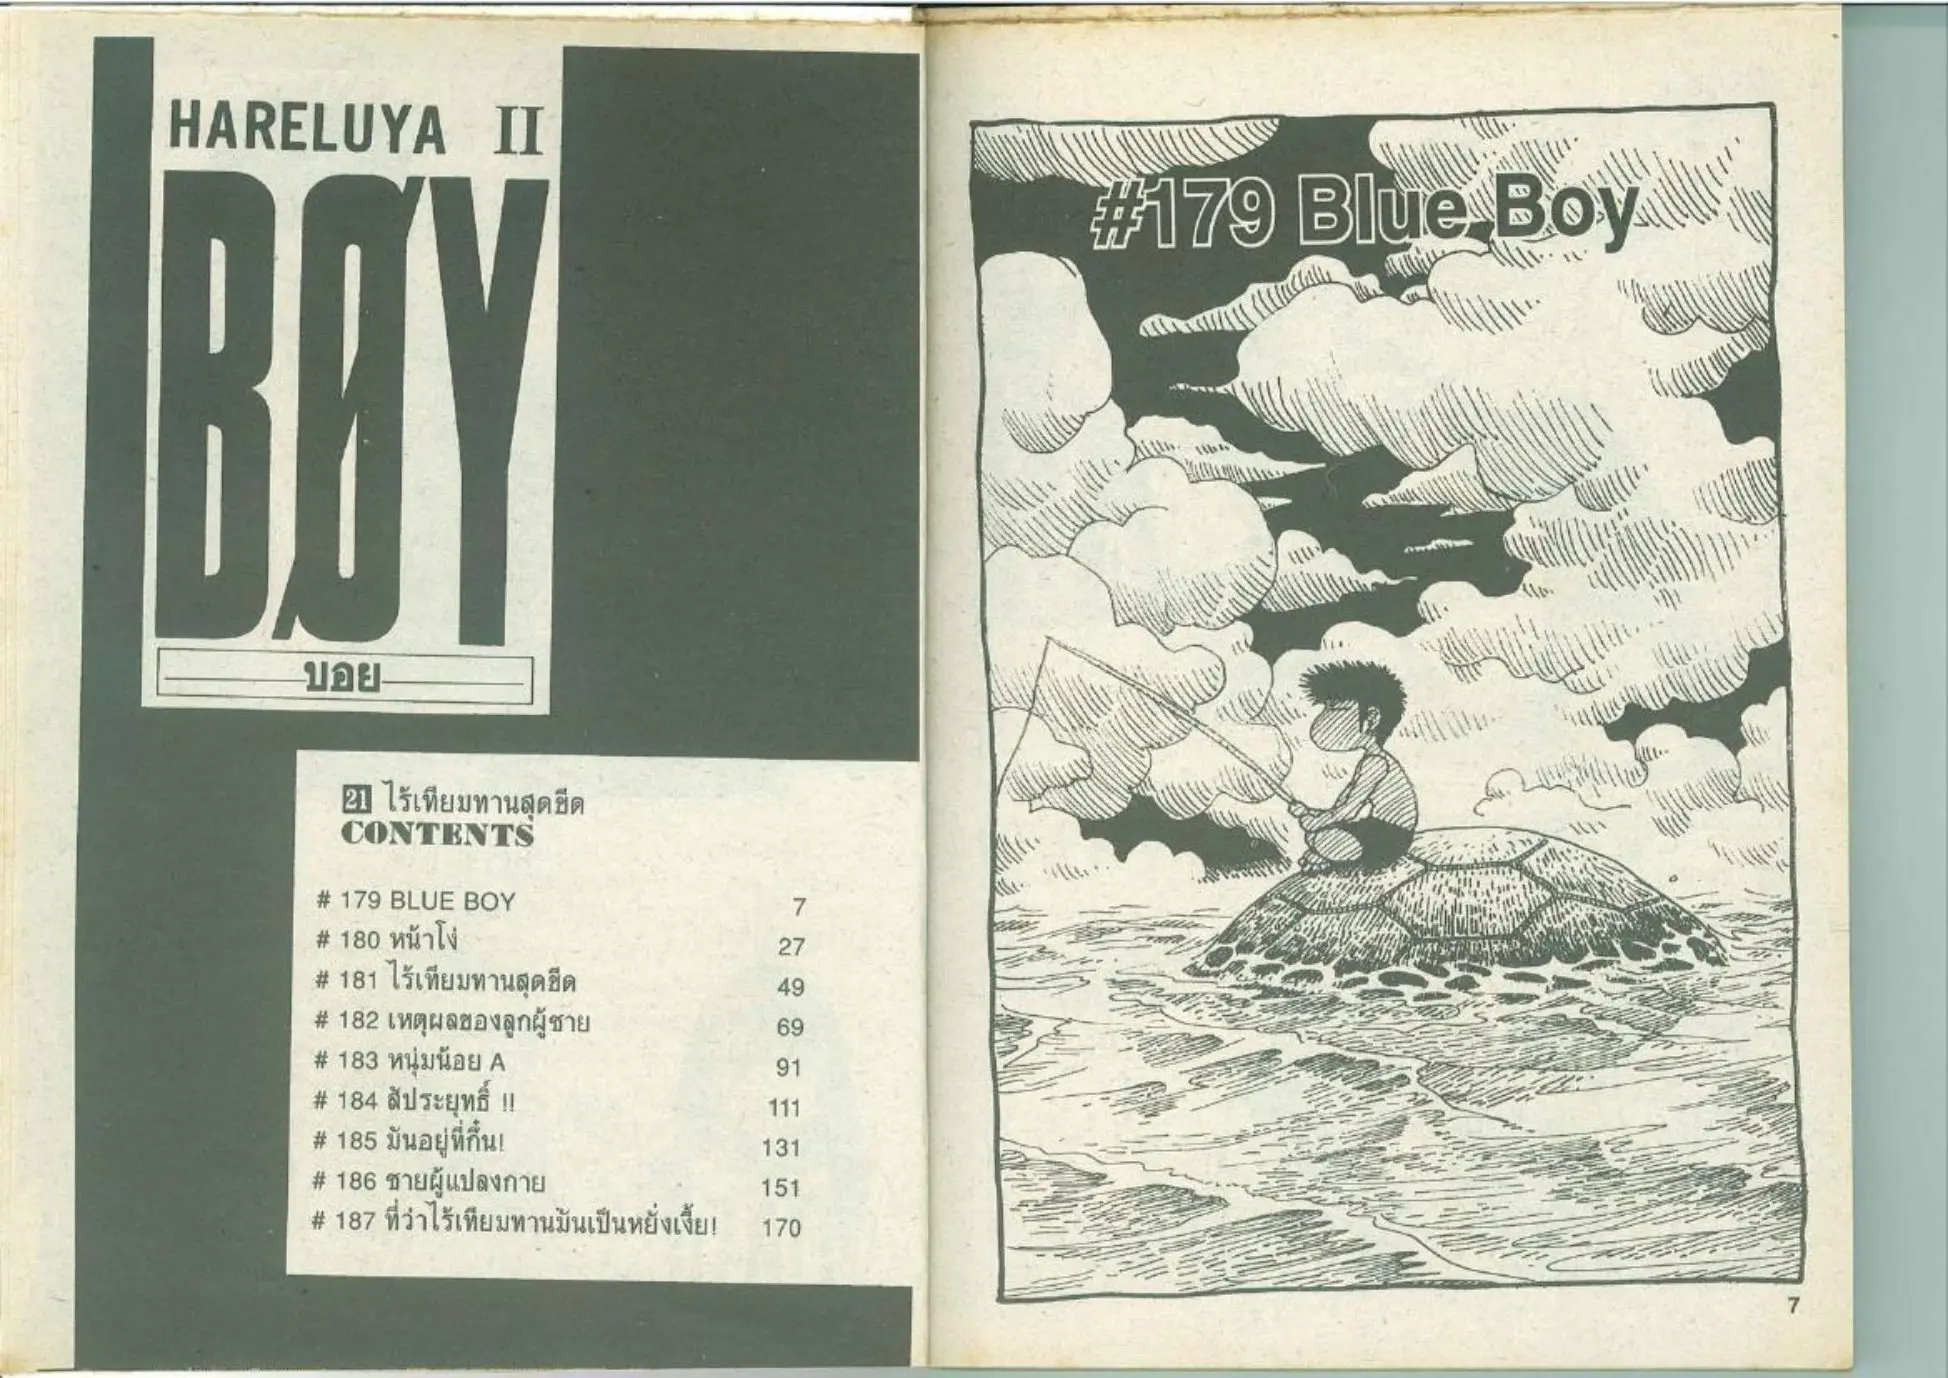 HARELUYA II
BØY
บอย
21 ไร้เทียมทานสุดขีด
CONTENTS
# 179 BLUE BOY 7
# 180 หน้าโง่ 27
# 181 ไร้เทียมทานสุดขีด 49
# 182 เหตุผลของลูกผู้ชาย 69
# 183 หนุ่มน้อย A 91
# 184 สัประยุทธิ์ !! 111
# 185 มันอยู่ที่กึ๋น! 131
# 186 ชายผู้แปลงกาย 151
# 187 ที่ว่าไร้เทียมทานมันเป็นหยั่งเงี้ย! 170
#179 Blue Boy
7